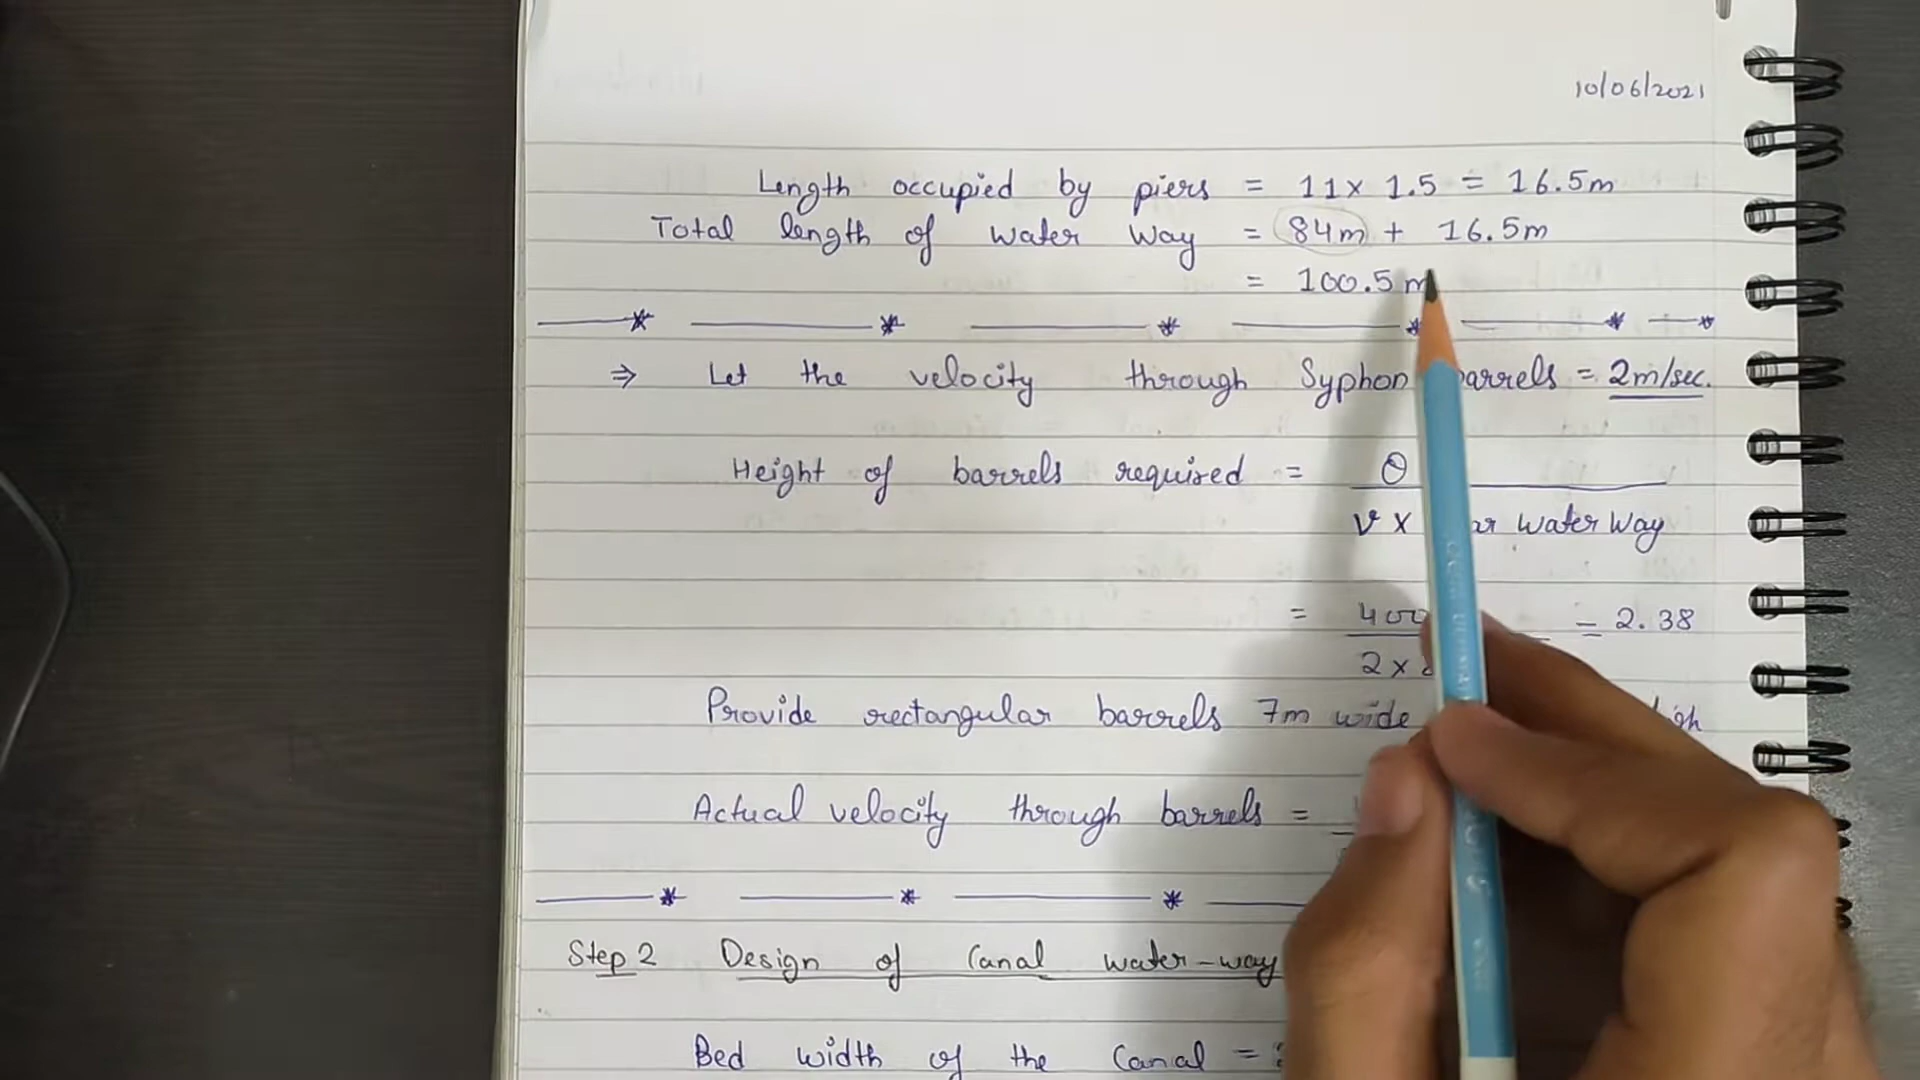 10/06/2021
Length occupied by piers = 11 x 1.5 = 16.5m
Total length of water way = 84m + 16.5m
= 100.5m
⇒ Let the velocity through Syphon barrels = 2m/sec.
Height of barrels required = Q
v x water way
= 400 = 2.38
2 x
Provide rectangular barrels 7m wide
Actual velocity through barrels =
Step 2 Design of Canal water-way
Bed width of the Canal =